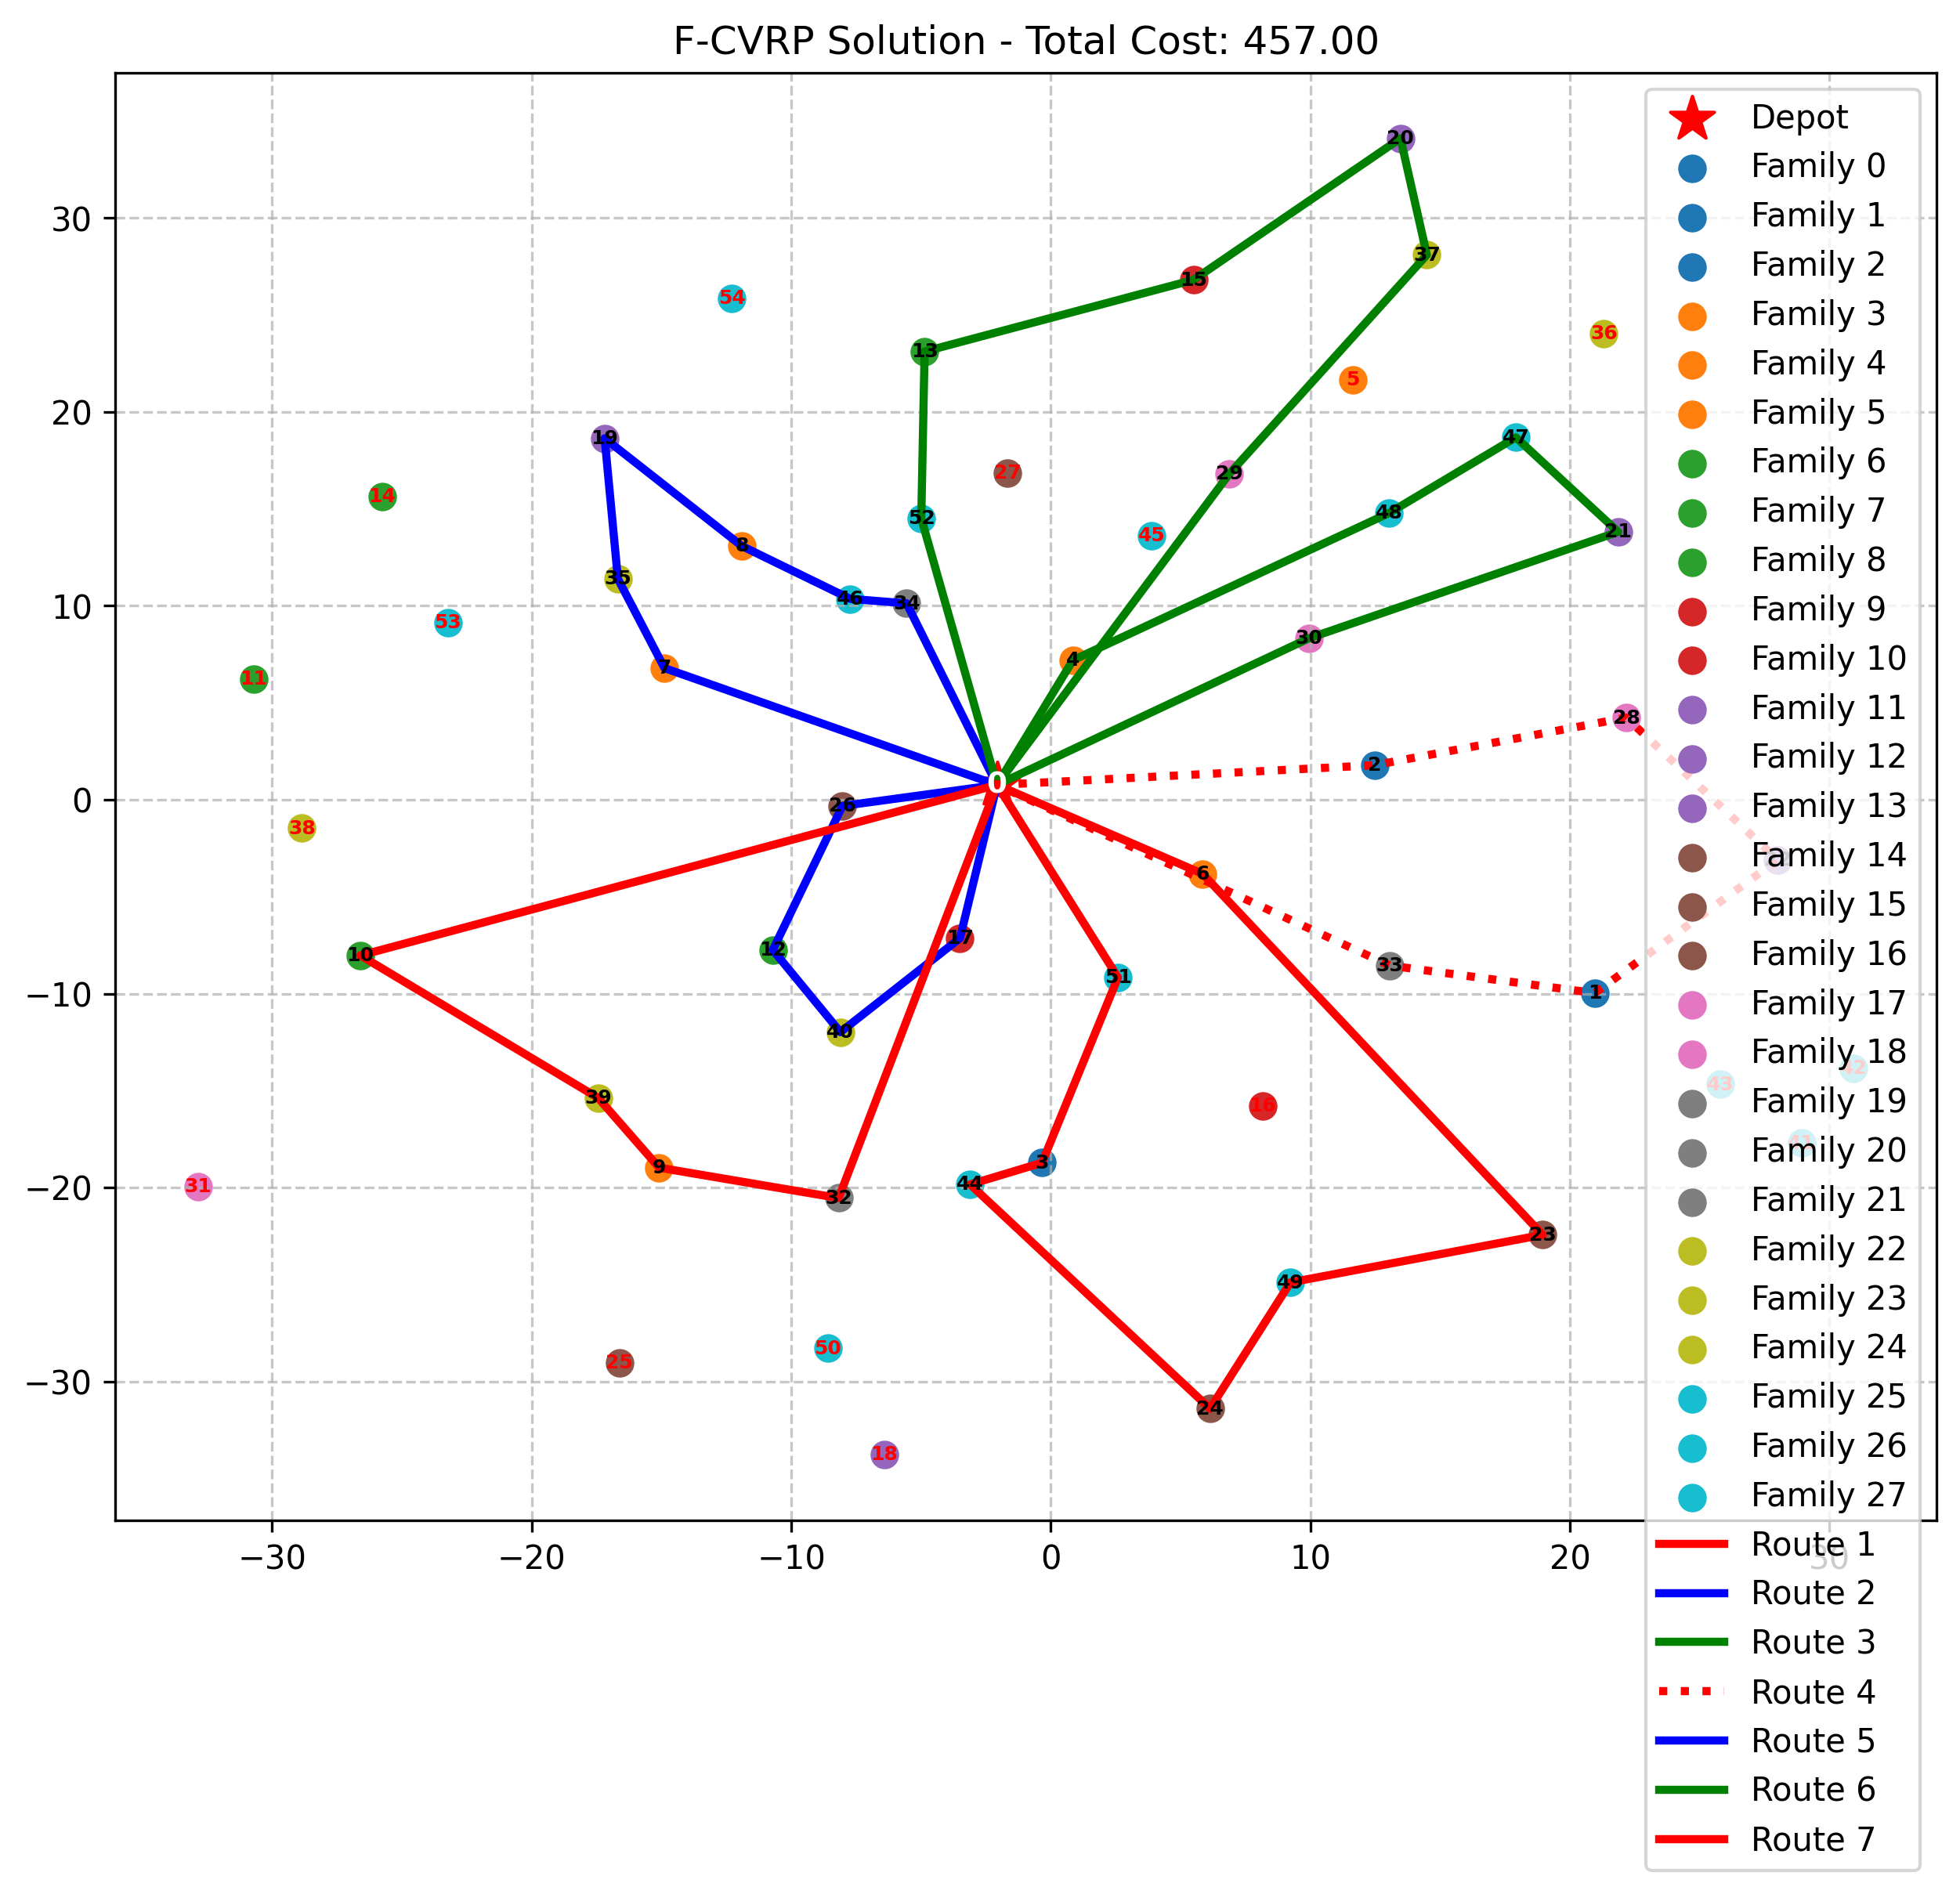 F-CVRP Solution - Total Cost: 457.00
20
37
15
54
36
13
5
19
47
27
29
14
52
48
45
21
8
35
46
34
53
30
7
4
11
28
2
0
26
38
6
17
12
10
33
51
1
40
42
43
39
16
3
9
44
31
32
23
49
50
25
24
18
30
20
10
0
−10
−20
−30
−30
−20
−10
0
10
20
30
Depot
Family 0
Family 1
Family 2
Family 3
Family 4
Family 5
Family 6
Family 7
Family 8
Family 9
Family 10
Family 11
Family 12
Family 13
Family 14
Family 15
Family 16
Family 17
Family 18
Family 19
Family 20
Family 21
Family 22
Family 23
Family 24
Family 25
Family 26
Family 27
Route 1
Route 2
Route 3
Route 4
Route 5
Route 6
Route 7